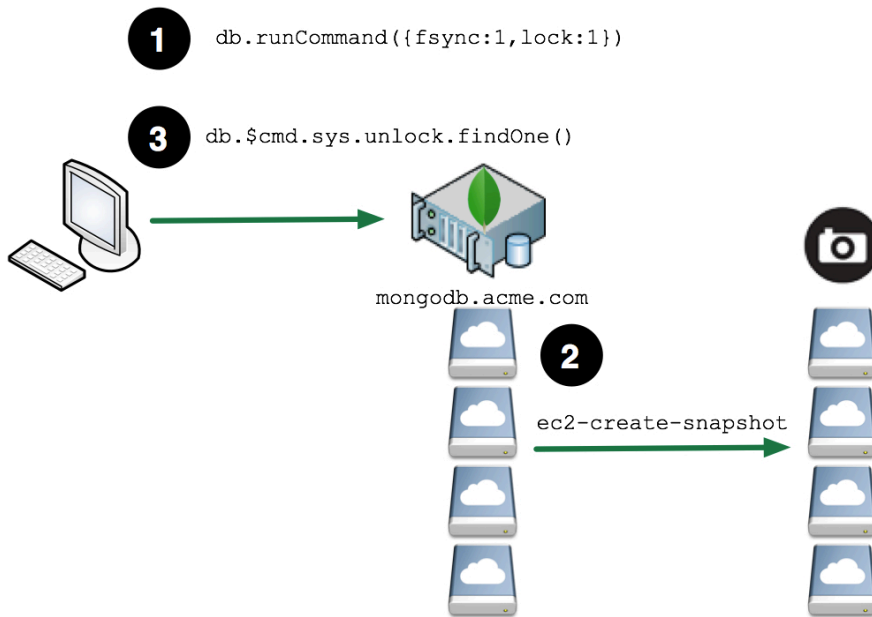 1 db.runCommand({fsync:1,lock:1})
3 db.$cmd.sys.unlock.findOne()
mongodb.acme.com
2
ec2-create-snapshot